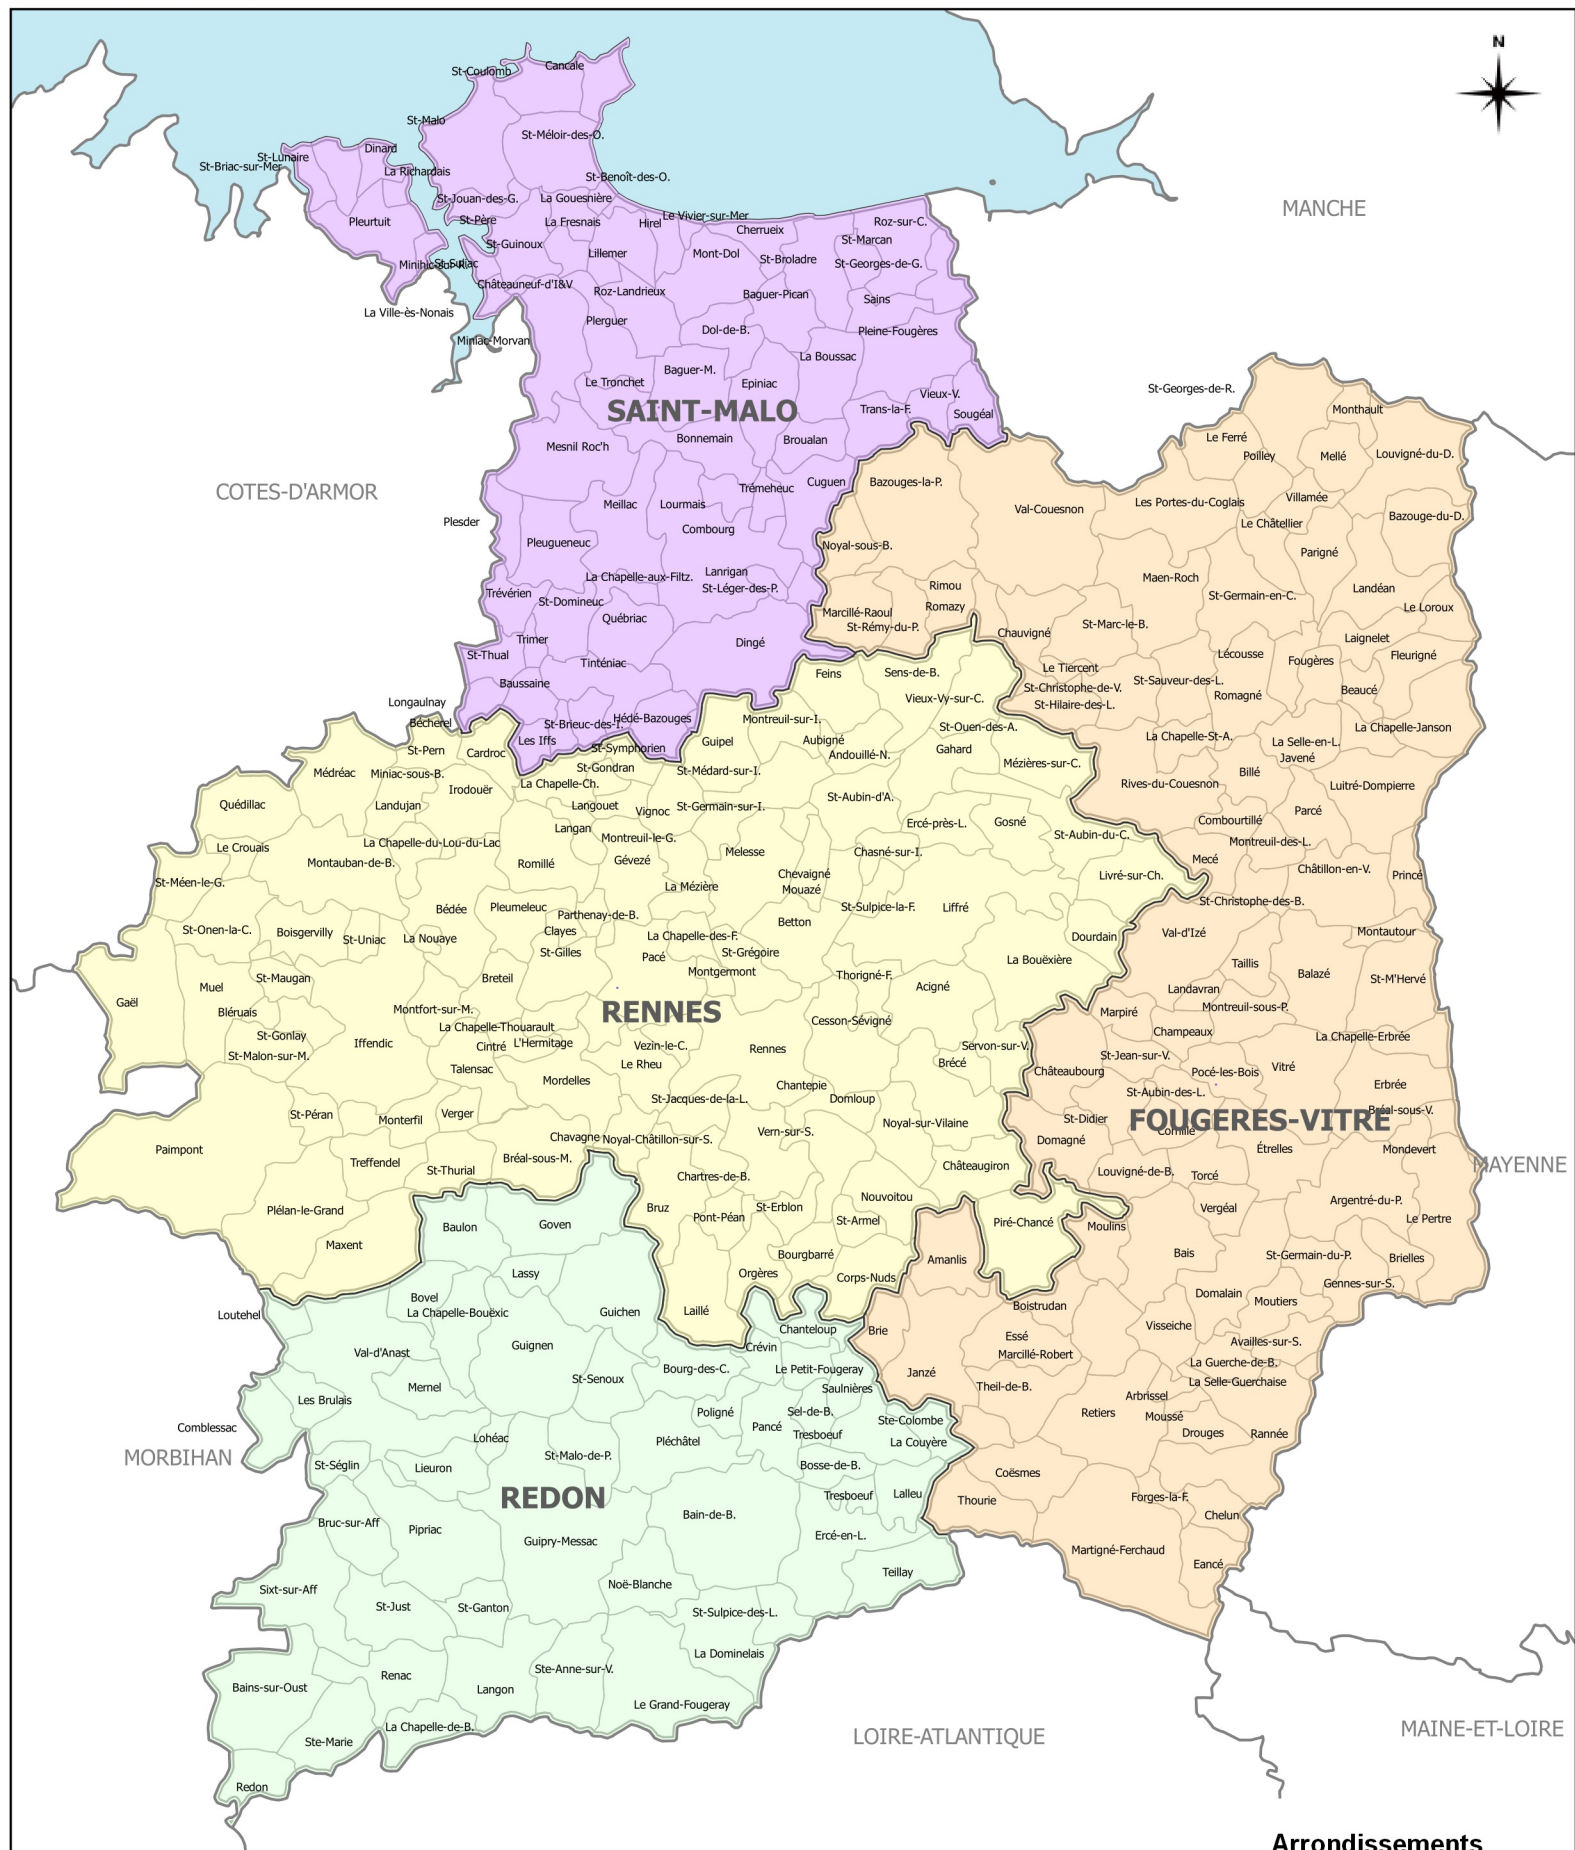 N
St-Coulomb
Cancale
St-Malo
St-Méloir-des-O.
Dinard
St-Lunaire
St-Briac-sur-Mer
La Richardais
St-Benoît-des-O.
St-Jouan-des-G.
La Gouesnière
MANCHE
Pleurtuit
St-Père
La Fresnais
Hirel
Le Vivier-sur-Mer
Cherrueix
Roz-sur-C.
St-Marcan
St-Guinoux
Lillemer
Mont-Dol
St-Broladre
St-Georges-de-G.
Minihic-sur-R.
St-Suliac
Châteauneuf-d'I&V
Roz-Landrieux
Baguer-Pican
Sains
La Ville-ès-Nonais
Plerguer
Dol-de-B.
Pleine-Fougères
Miniac-Morvan
La Boussac
Baguer-M.
Le Tronchet
Epiniac
St-Georges-de-R.
Vieux-V.
SAINT-MALO
Trans-la-F.
Sougéal
Monthault
Mesnil Roc'h
Bonnemain
Broualan
Le Ferré
Poilley
Mellé
Louvigné-du-D.
COTES-D'ARMOR
Trémeheuc
Cuguen
Bazouges-la-P.
Meillac
Lourmais
Val-Couesnon
Les Portes-du-Coglais
Villamée
Plesder
Combourg
Le Châtellier
Bazouge-du-D.
Pleugueneuc
Noyal-sous-B.
Parigné
La Chapelle-aux-Filtz.
Lanrigan
St-Léger-des-P.
Rimou
Maen-Roch
St-Germain-en-C.
Landéan
Trévérien
St-Domineuc
Québriac
Marcillé-Raoul
Romazy
Le Loroux
St-Rémy-du-P.
Chauvigné
St-Marc-le-B.
Trimer
Dingé
Laignelet
St-Thual
Tinténiac
Lécousse
Fougères
Fleurigné
Baussaine
Feins
Sens-de-B.
Le Tiercent
St-Christophe-de-V.
St-Sauveur-des-L.
Romagné
Beaucé
Longaulnay
Vieux-Vy-sur-C.
St-Hilaire-des-L.
Bécherel
St-Brieuc-des-I.
Hédé-Bazouges
Montreuil-sur-I.
St-Ouen-des-A.
La Chapelle-Janson
Les Iffs
St-Symphorien
Guipel
Aubigné
La Chapelle-St-A.
La Selle-en-L.
St-Pern
Cardroc
Andouillé-N.
Gahard
Javené
Médréac
Miniac-sous-B.
St-Gondran
St-Médard-sur-I.
Mézières-sur-C.
Billé
Irodouër
La Chapelle-Ch.
Rives-du-Couesnon
Luitré-Dompierre
Quédillac
Landujan
Langouet
Vignoc
St-Germain-sur-I.
St-Aubin-d'A.
Parcé
Langan
Montreuil-le-G.
Ercé-près-L.
Gosné
Combourtillé
St-Aubin-du-C.
Le Crouais
La Chapelle-du-Lou-du-Lac
Montreuil-des-L.
Montauban-de-B.
Romillé
Gévezé
Melesse
Chasné-sur-I.
Mecé
Châtillon-en-V.
St-Méen-le-G.
La Mézière
Chevaigné
Mouazé
Livré-sur-Ch.
Princé
St-Christophe-des-B.
Bédée
Pleumeleuc
Parthenay-de-B.
St-Sulpice-la-F.
Liffré
Betton
St-Onen-la-C.
Boisgervilly
St-Uniac
La Nouaye
Clayes
La Chapelle-des-F.
Dourdain
Val-d'Izé
Montautour
St-Gilles
Pacé
St-Grégoire
La Bouëxière
Taillis
Montgermont
Thorigné-F.
Balazé
St-M'Hervé
Muel
St-Maugan
Breteil
Acigné
Landavran
Gaël
Bléruais
Montfort-sur-M.
RENNES
Cesson-Sévigné
Marpiré
Montreuil-sous-P.
St-Gonlay
La Chapelle-Thouarault
Champeaux
La Chapelle-Erbrée
St-Malon-sur-M.
Iffendic
Cintré
L'Hermitage
Vezin-le-C.
Rennes
Servon-sur-V.
St-Jean-sur-V.
Talensac
Le Rheu
Brécé
Châteaubourg
Pocé-les-Bois
Vitré
Mordelles
Chantepie
Erbrée
St-Jacques-de-la-L.
Domloup
St-Aubin-des-L.
St-Péran
Monterfil
Verger
St-Didier
FOUGERES-VITRE
Bréal-sous-V.
Paimpont
Chavagne
Noyal-Châtillon-sur-S.
Vern-sur-S.
Noyal-sur-Vilaine
Domagné
Cornillé
Étrelles
Mondevert
Treffendel
St-Thurial
Bréal-sous-M.
Châteaugiron
Louvigné-de-B.
Torcé
MAYENNE
Chartres-de-B.
Nouvoitou
Argentré-du-P.
Plélan-le-Grand
Bruz
Pont-Péan
St-Erblon
St-Armel
Piré-Chancé
Moulins
Vergéal
Le Pertre
Baulon
Goven
Maxent
Bourgbarré
Amanlis
Bais
St-Germain-du-P.
Brielles
Lassy
Orgères
Corps-Nuds
Gennes-sur-S.
Bovel
Domalain
Moutiers
Loutehel
La Chapelle-Bouëxic
Guichen
Laillé
Boistrudan
Chanteloup
Brie
Visseiche
Val-d'Anast
Guignen
Crévin
Essé
Marcillé-Robert
Availles-sur-S.
Bourg-des-C.
Le Petit-Fougeray
Janzé
La Guerche-de-B.
Mernel
St-Senoux
Saulnières
Theil-de-B.
La Selle-Guerchaise
Les Brulais
Arbrissel
Comblessac
Poligné
Pancé
Sel-de-B.
Ste-Colombe
Retiers
Moussé
Lohéac
Pléchâtel
Tresboeuf
La Couyère
Drouges
Rannée
MORBIHAN
St-Séglin
Lieuron
St-Malo-de-P.
Bosse-de-B.
Coësmes
REDON
Tresboeuf
Lalleu
Thourie
Forges-la-F.
Bruc-sur-Aff
Pipriac
Guipry-Messac
Bain-de-B.
Ercé-en-L.
Chelun
Martigné-Ferchaud
Eancé
Sixt-sur-Aff
Noë-Blanche
Teillay
St-Just
St-Ganton
St-Sulpice-des-L.
La Dominelais
Bains-sur-Oust
Renac
Ste-Anne-sur-V.
Langon
Le Grand-Fougeray
Ste-Marie
La Chapelle-de-B.
LOIRE-ATLANTIQUE
MAINE-ET-LOIRE
Redon
Arrondissements